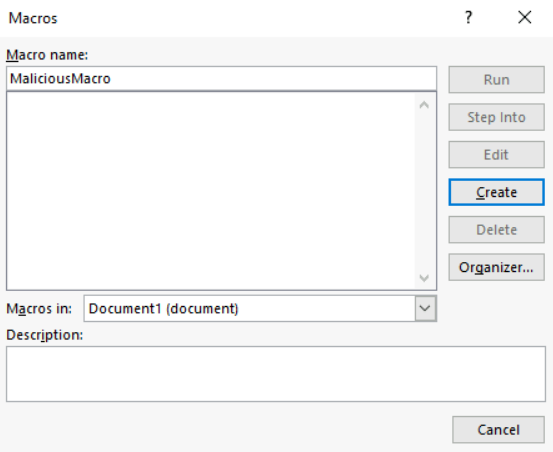 Macros
? ×
Macro name:
MaliciousMacro
Run
Step Into
Edit
Create
Delete
Organizer...
Macros in: Document1 (document)
Description:
Cancel